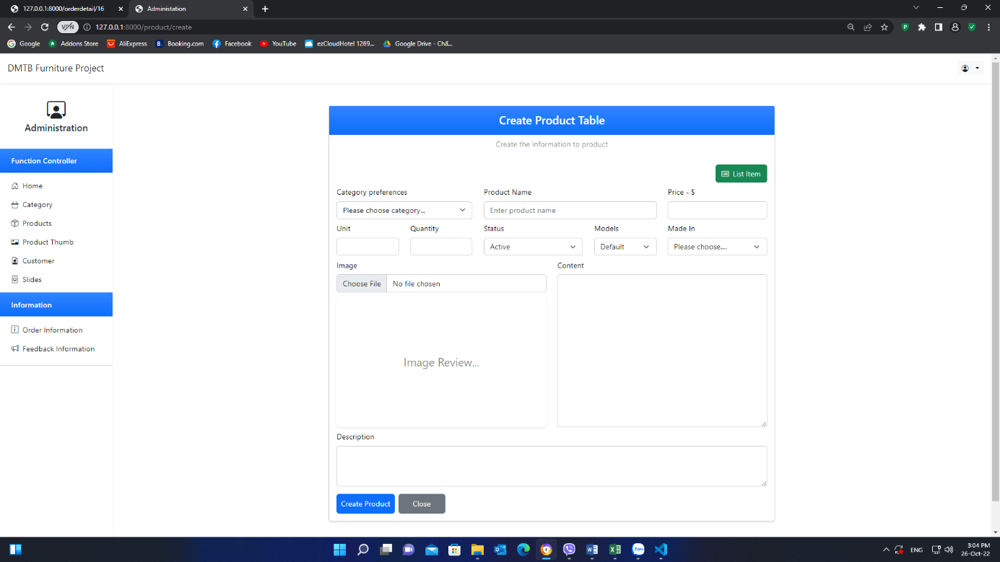 127.0.0.1:8000/orderdetail/16
Administation
VPN
127.0.0.1:8000/product/create
Google
Addons Store
AliExpress
B.
Booking.com
Facebook
YouTube
ezCloudHotel 1269...
Google Drive - Chấ...
DMTB Furniture Project
Administration
Function Controller
Home
Category
Products
Product Thumb
Customer
Slides
Information
Order Information
Feedback Information
Create Product Table
Create the information to product
List Item
Category preferences Product Name Price - $
Please choose category... Enter product name
Unit Quantity Status Models Made In
Active Default Please choose....
Image Content
Choose File No file chosen
Image Review...
Description
Create Product Close
Zalo
ENG
3:04 PM
26-Oct-22